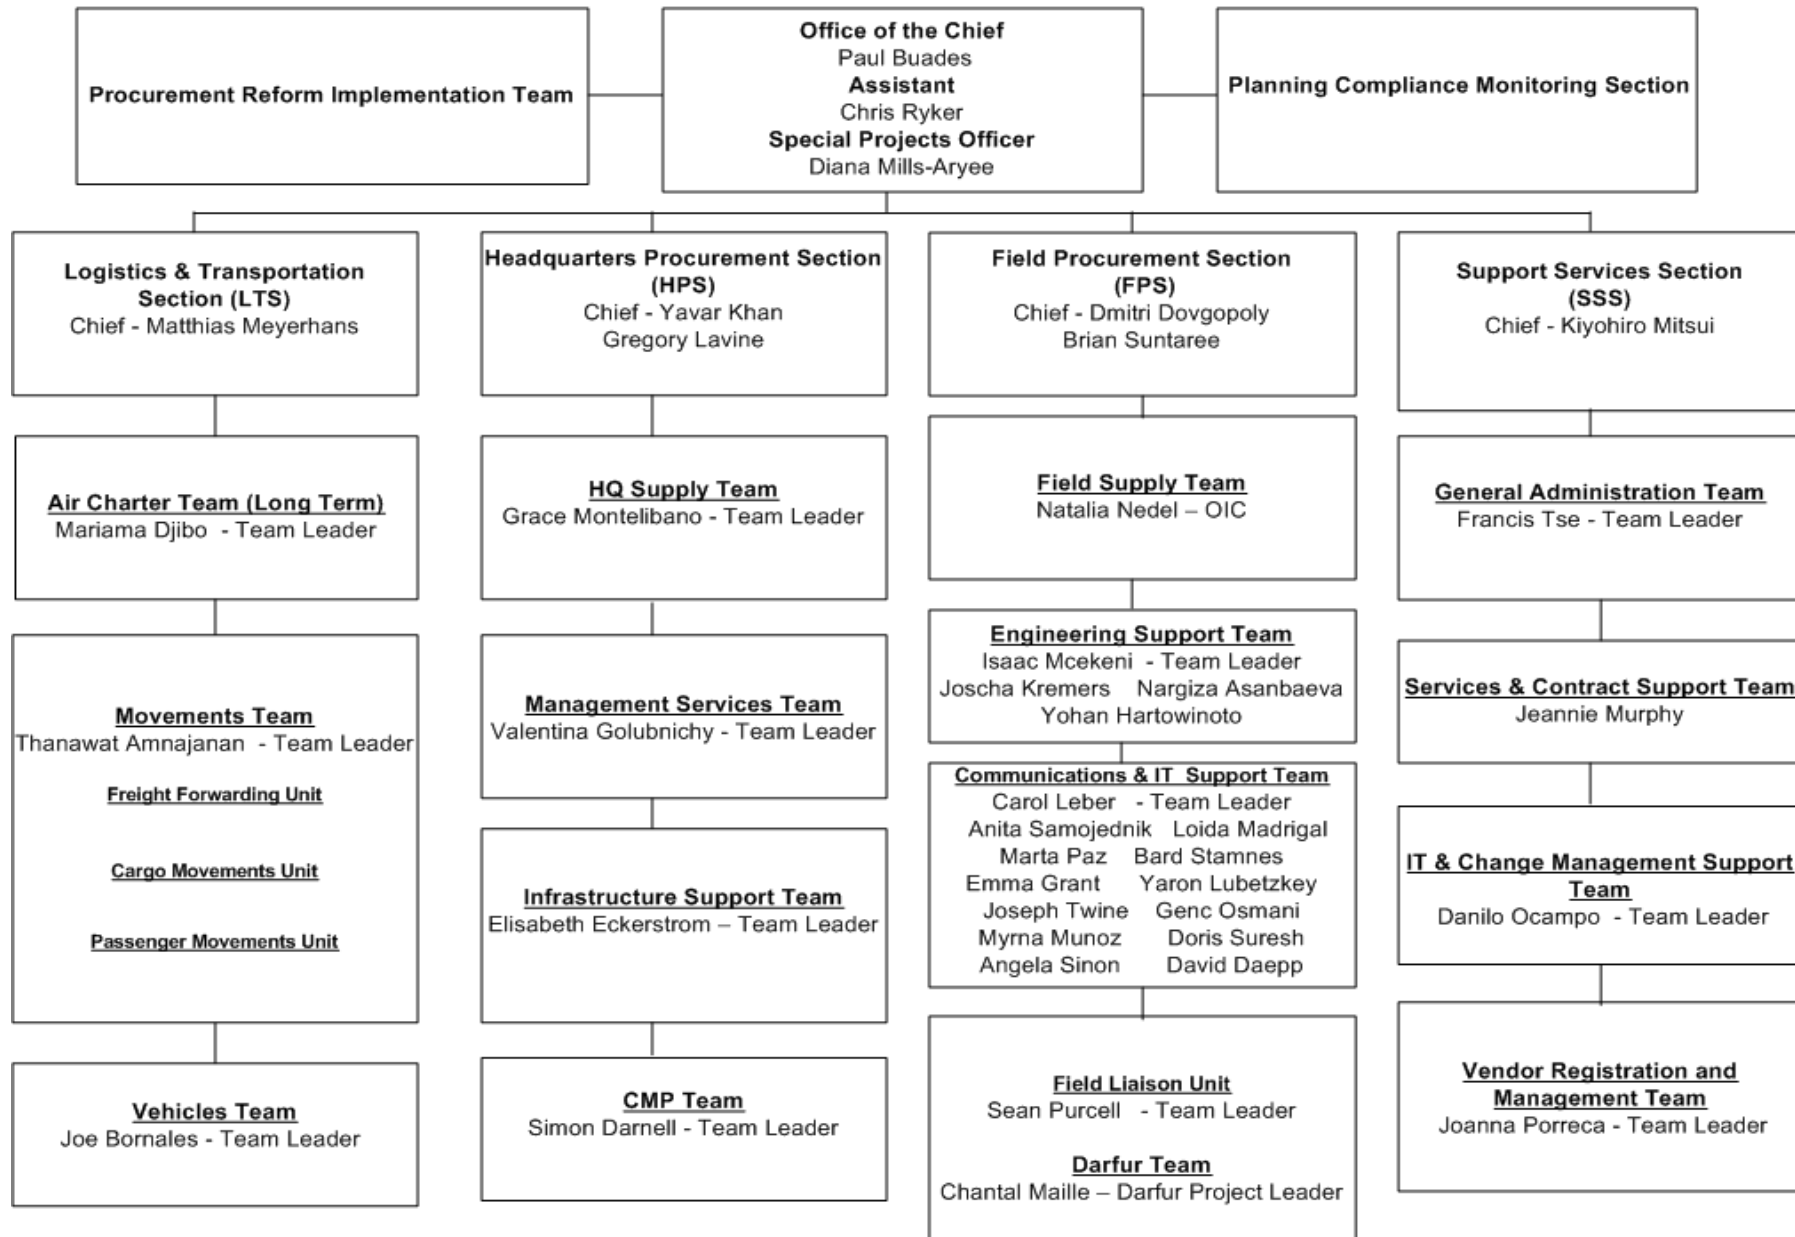 Procurement Reform Implementation Team
Office of the Chief
Paul Buades
Assistant
Chris Ryker
Special Projects Officer
Diana Mills-Aryee
Planning Compliance Monitoring Section
Logistics & Transportation
Section (LTS)
Chief - Matthias Meyerhans
Air Charter Team (Long Term)
Mariama Djibo - Team Leader
Movements Team
Thanawat Amnajanan - Team Leader
Freight Forwarding Unit
Cargo Movements Unit
Passenger Movements Unit
Vehicles Team
Joe Bornales - Team Leader
Headquarters Procurement Section
(HPS)
Chief - Yavar Khan
Gregory Lavine
HQ Supply Team
Grace Montelibano - Team Leader
Management Services Team
Valentina Golubnichy - Team Leader
Infrastructure Support Team
Elisabeth Eckerstrom – Team Leader
CMP Team
Simon Darnell - Team Leader
Field Procurement Section
(FPS)
Chief - Dmitri Dovgopoly
Brian Suntaree
Field Supply Team
Natalia Nedel – OIC
Engineering Support Team
Isaac Mcekeni - Team Leader
Joscha Kremers Nargiza Asanbaeva
Yohan Hartowinoto
Communications & IT Support Team
Carol Leber - Team Leader
Anita Samojednik Loida Madrigal
Marta Paz Bard Stamnes
Emma Grant Yaron Lubetzkey
Joseph Twine Genc Osmani
Myrna Munoz Doris Suresh
Angela Sinon David Daepp
Field Liaison Unit
Sean Purcell - Team Leader
Darfur Team
Chantal Maille – Darfur Project Leader
Support Services Section
(SSS)
Chief - Kiyohiro Mitsui
General Administration Team
Francis Tse - Team Leader
Services & Contract Support Team
Jeannie Murphy
IT & Change Management Support
Team
Danilo Ocampo - Team Leader
Vendor Registration and
Management Team
Joanna Porreca - Team Leader